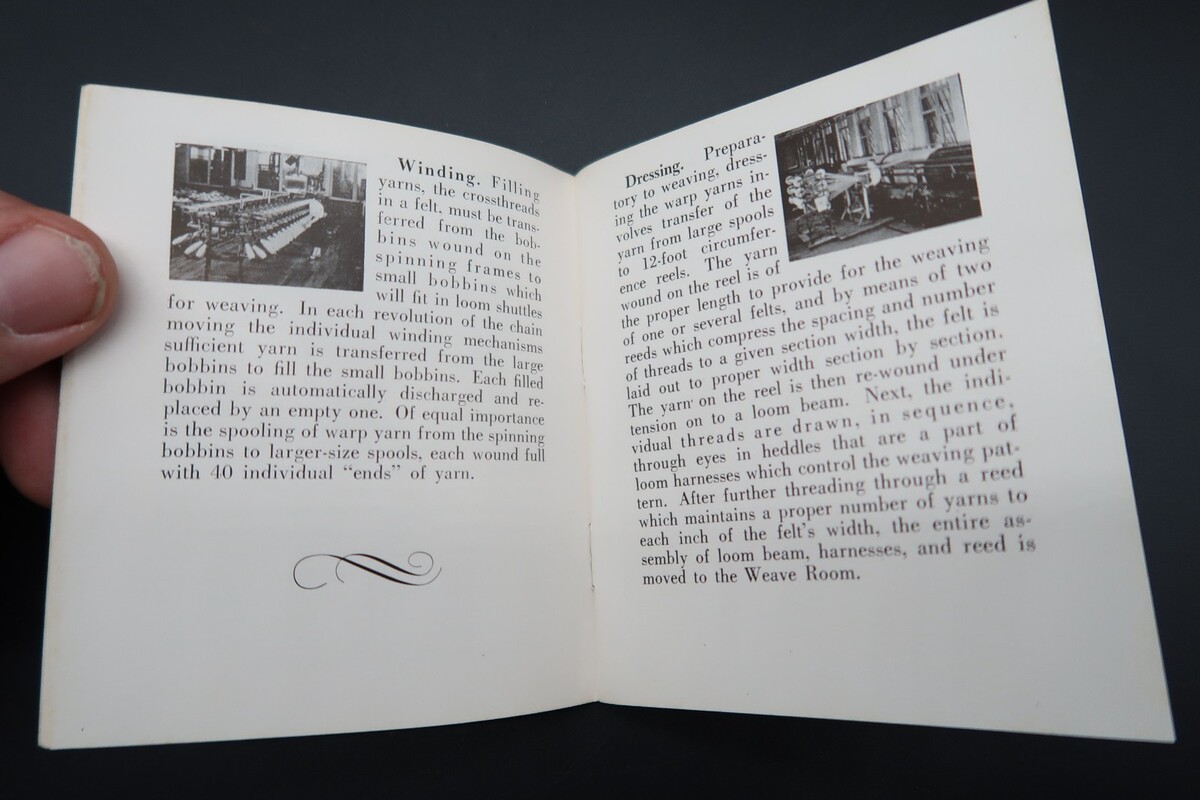 Winding. Filling
yarns, the crossthreads
in a felt, must be trans-
ferred from the bob-
bins wound on the
spinning frames to
small bobbins which
will fit in loom shuttles
for weaving. In each revolution of the chain
moving the individual winding mechanisms
sufficient yarn is transferred from the large
bobbins to fill the small bobbins. Each filled
bobbin is automatically discharged and re-
placed by an empty one. Of equal importance
is the spooling of warp yarn from the spinning
bobbins to larger-size spools, each wound full
with 40 individual “ends” of yarn.
Dressing. Prepara-
tory to weaving, dress-
ing the warp yarns in-
volves transfer of the
yarn from large spools
to 12-foot circumfer-
ence reels. The yarn
wound on the reel is of
the proper length to provide for the weaving
of one or several felts, and by means of two
reeds which compress the spacing and number
of threads to a given section width, the felt is
laid out to proper width section by section.
The yarn on the reel is then re-wound under
tension on to a loom beam. Next, the indi-
vidual threads are drawn, in sequence,
through eyes in heddles that are a part of
loom harnesses which control the weaving pat-
tern. After further threading through a reed
which maintains a proper number of yarns to
each inch of the felt’s width, the entire as-
sembly of loom beam, harnesses, and reed is
moved to the Weave Room.